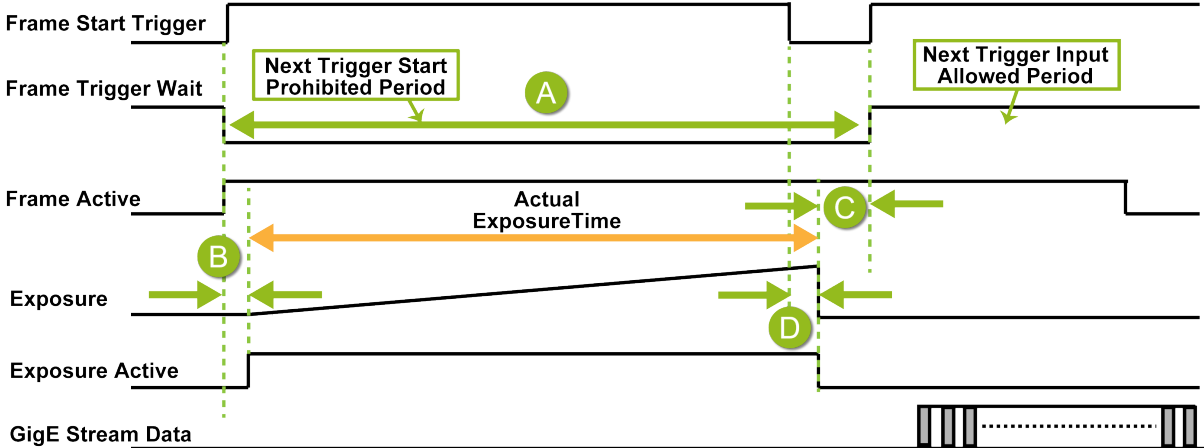 Frame Start Trigger
Frame Trigger Wait
Next Trigger Start
Prohibited Period
A
Next Trigger Input
Allowed Period
Frame Active
Actual
ExposureTime
C
B
Exposure
D
Exposure Active
GigE Stream Data